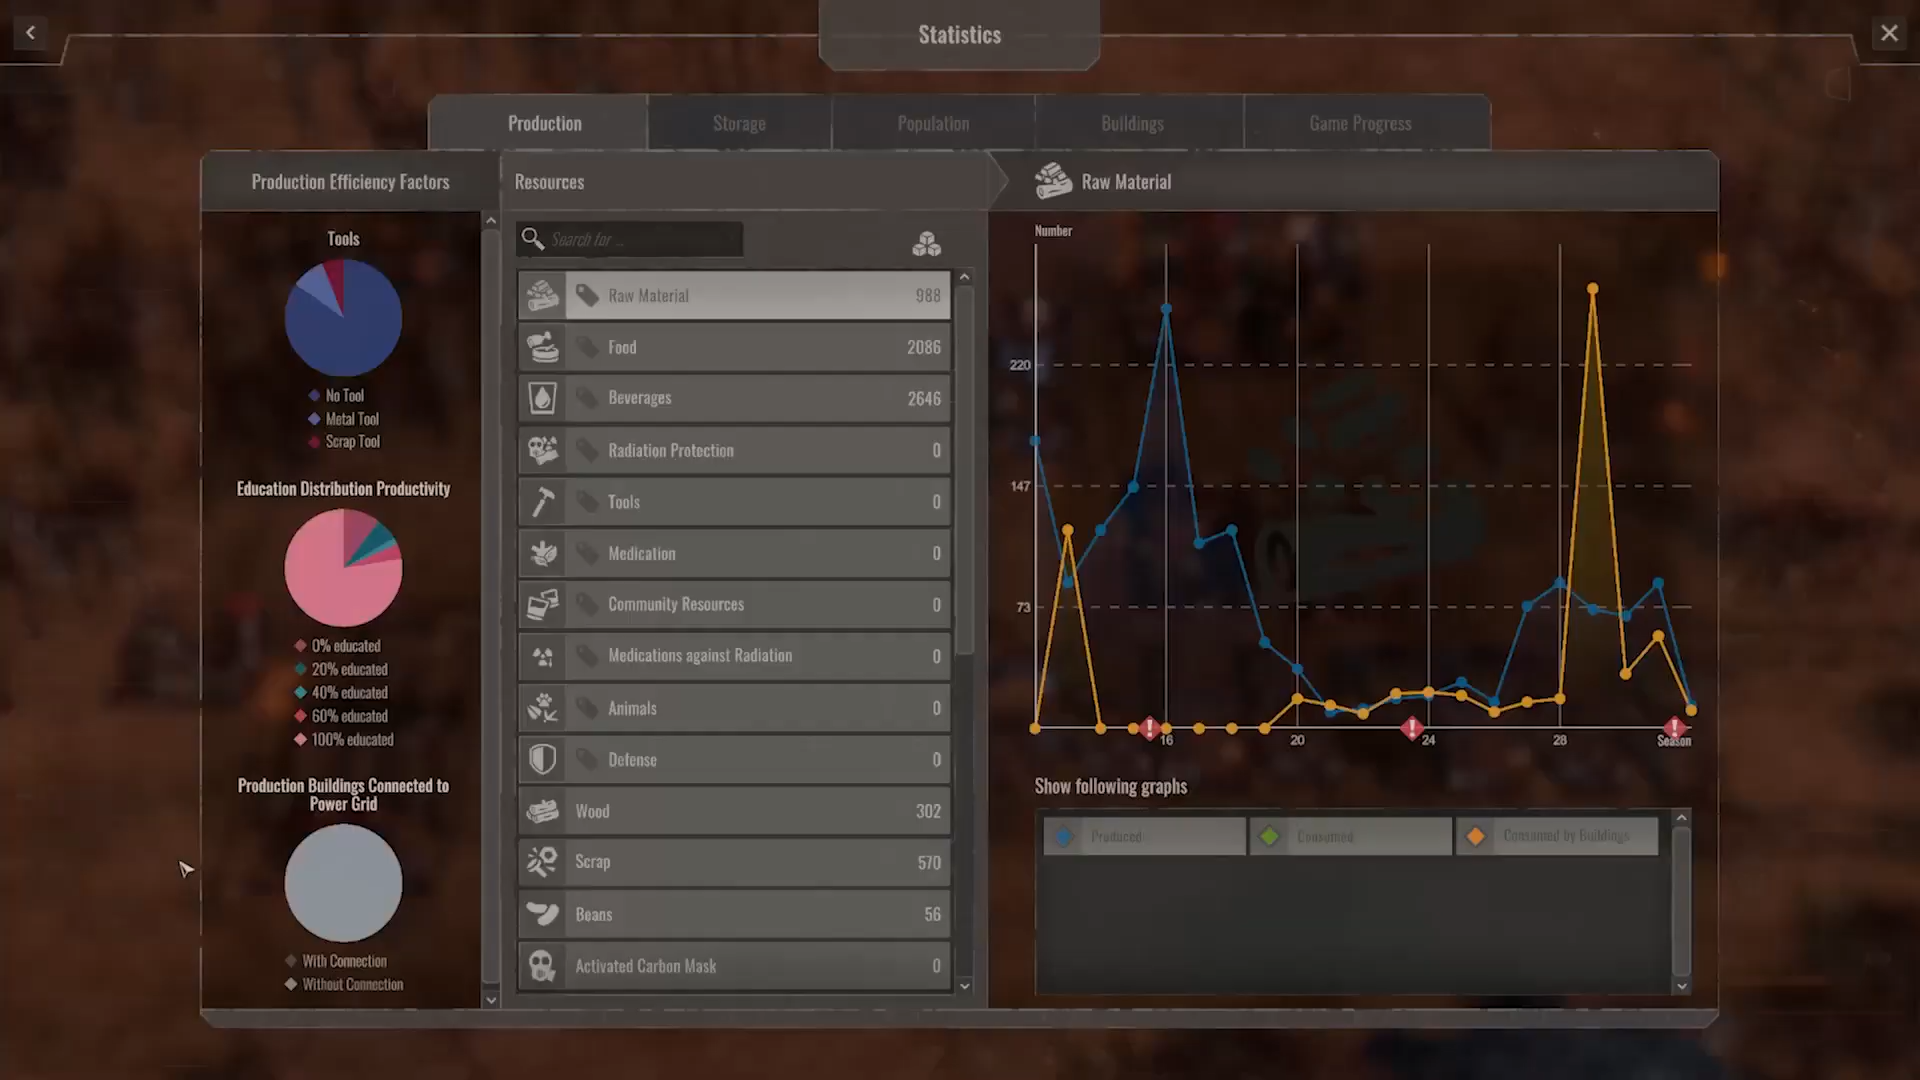 Statistics
Production
Storage
Population
Buildings
Game Progress
Production Efficiency Factors
Tools
No Tool
Metal Tool
Scrap Tool
Education Distribution Productivity
0% educated
20% educated
40% educated
60% educated
100% educated
Production Buildings Connected to
Power Grid
With Connection
Without Connection
Resources
Search for ...
Raw Material 988
Food 2086
Beverages 2646
Radiation Protection 0
Tools 0
Medication 0
Community Resources 0
Medications against Radiation 0
Animals 0
Defense 0
Wood 302
Scrap 570
Beans 56
Activated Carbon Mask 0
Raw Material
Number
220
147
73
16 20 24 28 Season
Show following graphs
Produced
Consumed
Consumed by Buildings